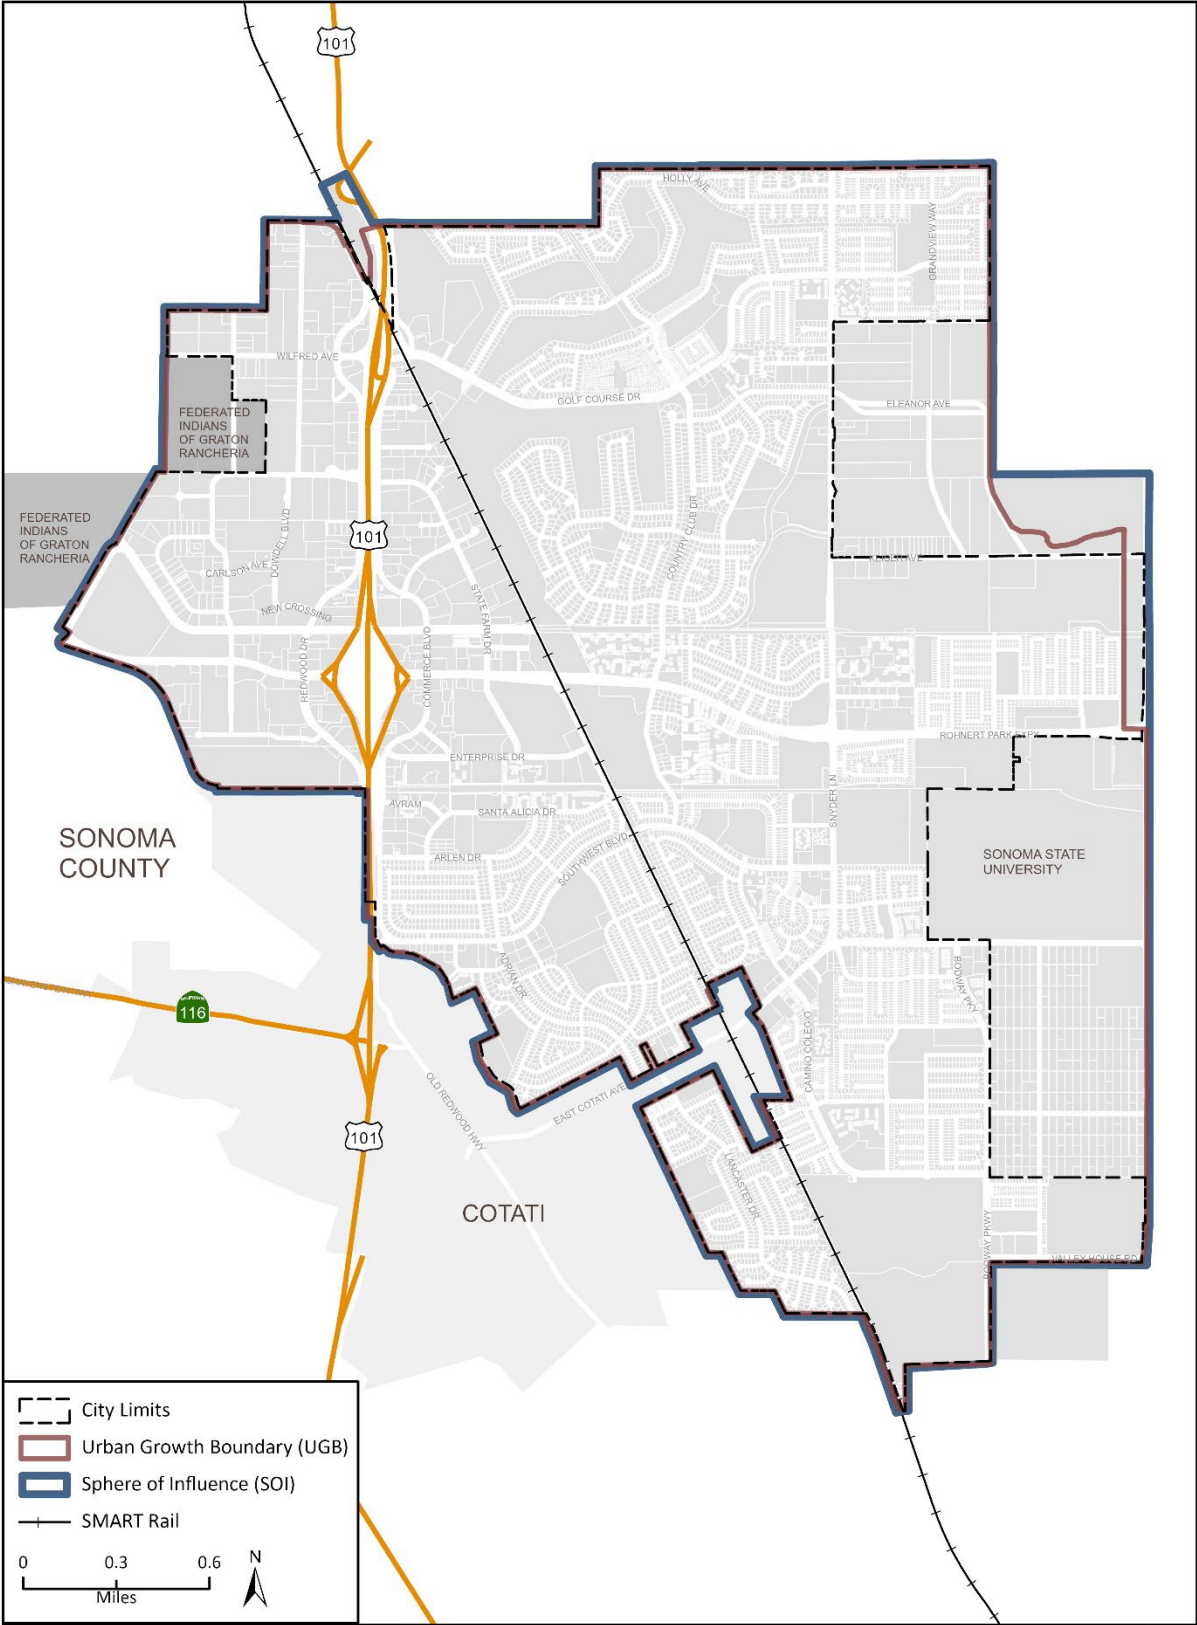 101
HOLLY AVE
GRANDVIEW WAY
WILFRED AVE
GOLF COURSE DR
ELEANOR AVE
FEDERATED
INDIANS
OF GRATON
RANCHERIA
FEDERATED
INDIANS
OF GRATON
RANCHERIA
101
DOWDELL BLVD
COUNTRY CLUB DR
CARLSON AVE
KEISER AVE
NEW CROSSING
STATE FARM DR
REDWOOD DR
COMMERCE BLVD
ROHNERT PARK EXPY
ENTERPRISE DR
SNYDER LN
AVRAM
SANTA ALICIA DR
SOUTHWEST BLVD
ARLEN DR
SONOMA
COUNTY
SONOMA STATE
UNIVERSITY
ADRIAN DR
BODWAY PKY
116
CAMINO COLEGIO
OLD REDWOOD HWY
EAST COTATI AVE
101
LANCASTER DR
COTATI
BODWAY PKWY
VALLEY HOUSE RD
City Limits
Urban Growth Boundary (UGB)
Sphere of Influence (SOI)
SMART Rail
0 0.3 0.6
Miles
N